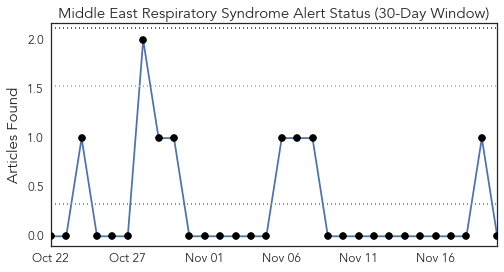 Middle East Respiratory Syndrome Alert Status (30-Day Window)
Articles Found
2.0
1.5
1.0
0.5
0.0
Oct 22 Oct 27 Nov 01 Nov 06 Nov 11 Nov 16